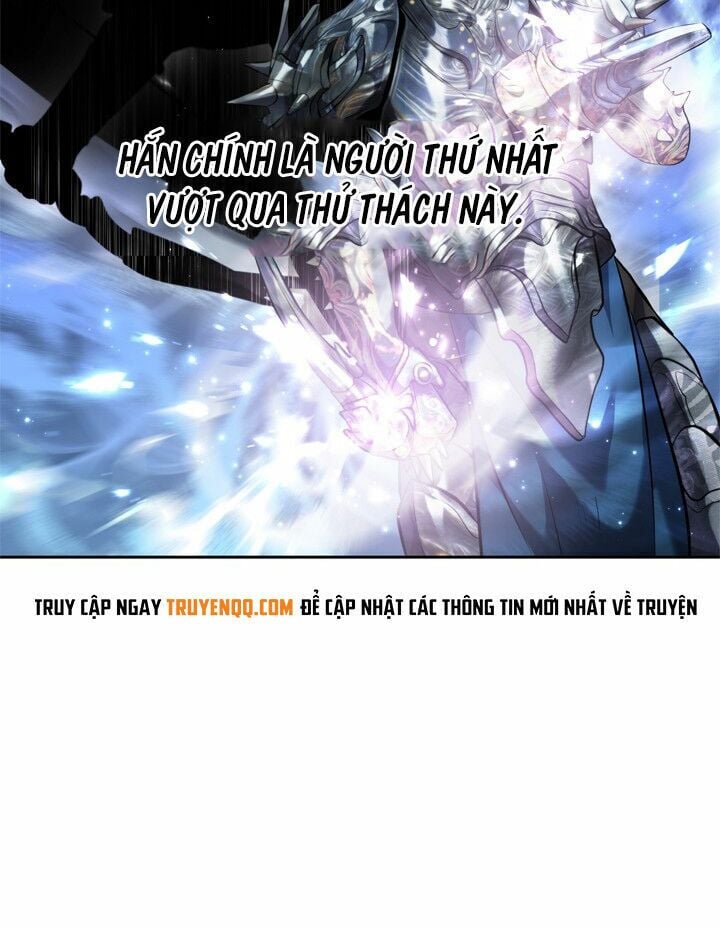 HẮN CHÍNH LÀ NGƯỜI THỨ NHẤT
VƯỢT QUA THỬ THÁCH NÀY.
TRUY CẬP NGAY TRUYENQQ.COM ĐỂ CẬP NHẬT CÁC THÔNG TIN MỚI NHẤT VỀ TRUYỆN